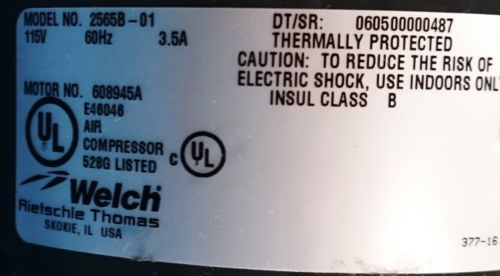 MODEL NO. 2565B-01
115V 60Hz 3.5A
DT/SR: 060500000487
THERMALLY PROTECTED
CAUTION: TO REDUCE THE RISK OF
ELECTRIC SHOCK, USE INDOORS ONL
INSUL CLASS B
MOTOR NO. 608945A
UL
E46046
AIR
COMPRESSOR
528G LISTED
C UL
Welch
Rietschle Thomas
SKOKIE, IL USA
377-16